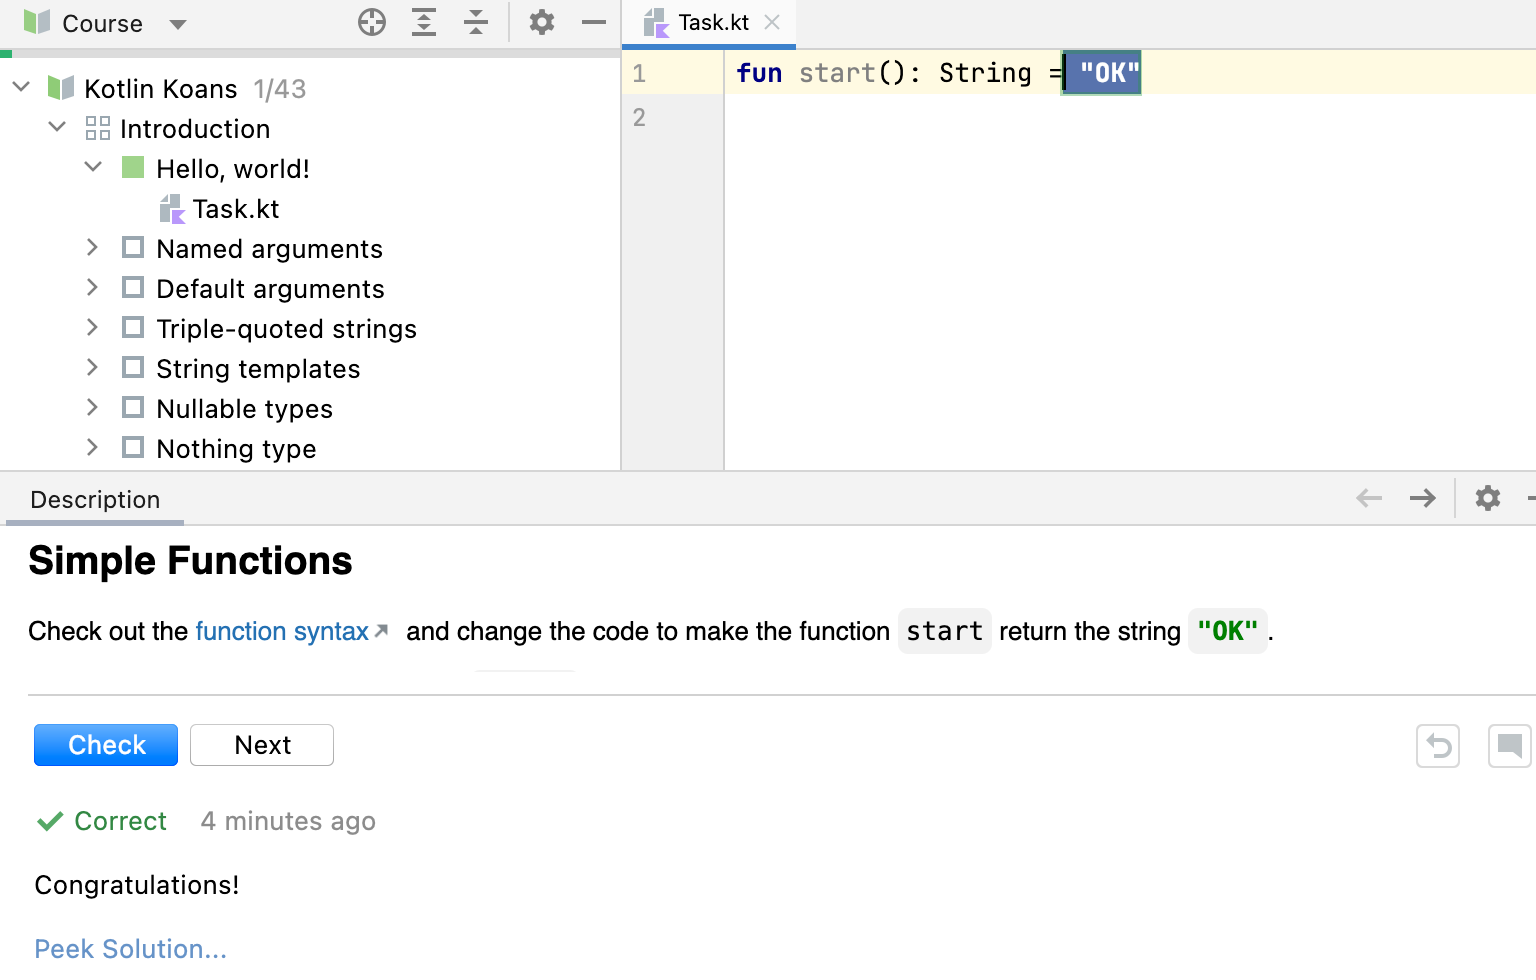 Course
Task.kt
Kotlin Koans 1/43
Introduction
Hello, world!
Task.kt
Named arguments
Default arguments
Triple-quoted strings
String templates
Nullable types
Nothing type
1 fun start(): String = "OK"
2
Description
Simple Functions
Check out the function syntax and change the code to make the function start return the string "OK" .
Check Next
Correct 4 minutes ago
Congratulations!
Peek Solution...